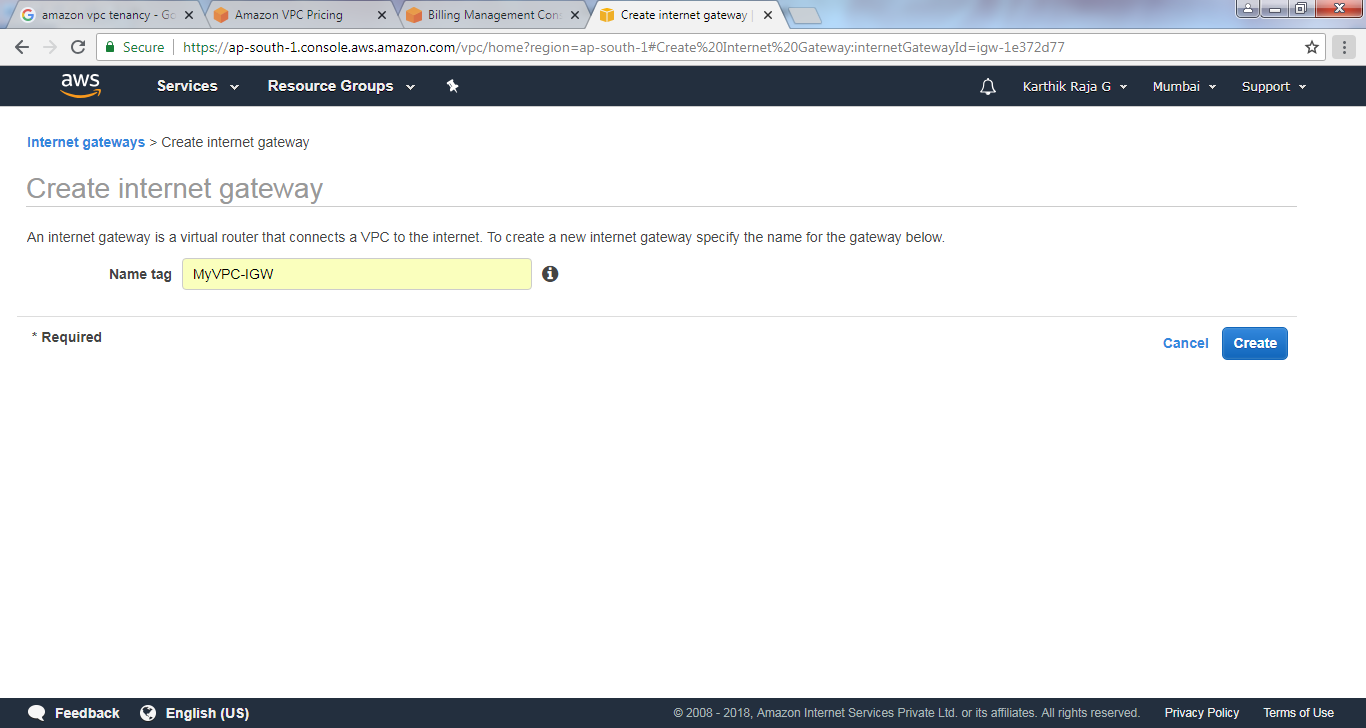 amazon vpc tenancy - Go
Amazon VPC Pricing
Billing Management Cons
Create internet gateway
Secure
https://ap-south-1.console.aws.amazon.com/vpc/home?region=ap-south-1#Create%20Internet%20Gateway:internetGatewayId=igw-1e372d77
aws
Services
Resource Groups
Karthik Raja G
Mumbai
Support
Internet gateways > Create internet gateway
Create internet gateway
An internet gateway is a virtual router that connects a VPC to the internet. To create a new internet gateway specify the name for the gateway below.
Name tag
MyVPC-IGW
* Required
Cancel
Create
Feedback
English (US)
© 2008 - 2018, Amazon Internet Services Private Ltd. or its affiliates. All rights reserved.
Privacy Policy
Terms of Use